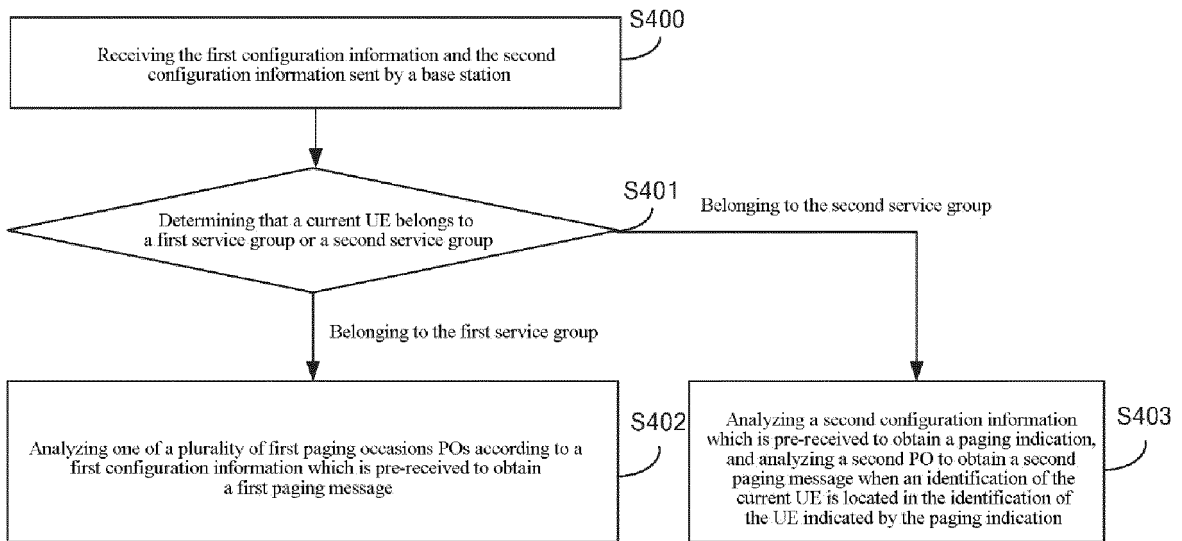 S400
Receiving the first configuration information and the second
configuration information sent by a base station
S401
Determining that a current UE belongs to
a first service group or a second service group
Belonging to the second service group
Belonging to the first service group
S402
Analyzing one of a plurality of first paging occasions POs according to a
first configuration information which is pre-received to obtain
a first paging message
S403
Analyzing a second configuration information
which is pre-received to obtain a paging indication,
and analyzing a second PO to obtain a second
paging message when an identification of the
current UE is located in the identification of
the UE indicated by the paging indication